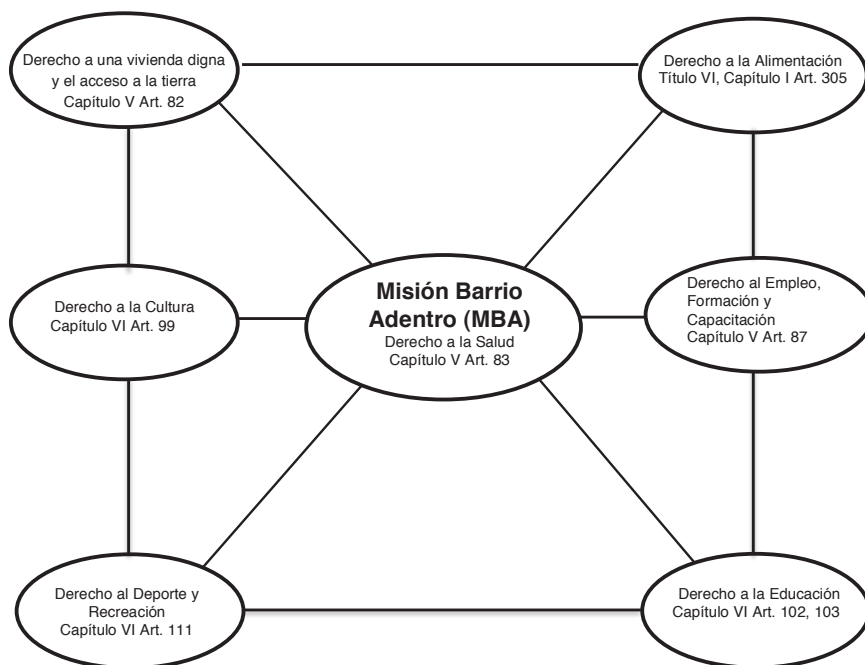 Derecho a una vivienda digna
y el acceso a la tierra
Capítulo V Art. 82
Derecho a la Alimentación
Título VI, Capítulo I Art. 305
Derecho a la Cultura
Capítulo VI Art. 99
Misión Barrio
Adentro (MBA)
Derecho a la Salud
Capítulo V Art. 83
Derecho al Empleo,
Formación y
Capacitación
Capítulo V Art. 87
Derecho al Deporte y
Recreación
Capítulo VI Art. 111
Derecho a la Educación
Capítulo VI Art. 102, 103